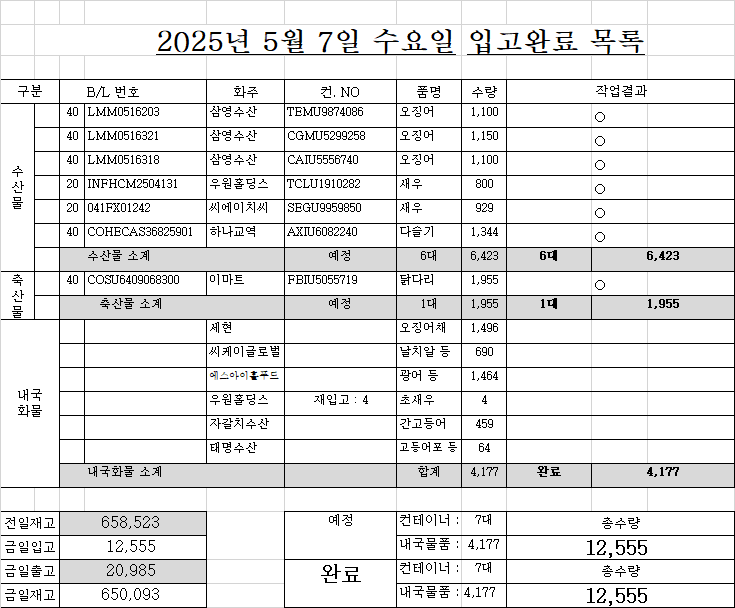 2025년 5월 7일 수요일 입고완료 목록
구분 B/L 번호 화주 컨. NO 품명 수량 작업결과
수산물
40 LMM0516203 삼영수산 TEMU9874086 오징어 1,100 ○
40 LMM0516321 삼영수산 CGMU5299258 오징어 1,150 ○
40 LMM0516318 삼영수산 CAIU5556740 오징어 1,100 ○
20 INFHCM2504131 우원홀딩스 TCLU1910282 새우 800 ○
20 041FX01242 씨에이치씨 SEGU9959850 새우 929 ○
40 COHECAS36825901 하나교역 AXIU6082240 다슬기 1,344 ○
수산물 소계 예정 6대 6,423 6대 6,423
축산물
40 COSU6409068300 이마트 FBIU5055719 닭다리 1,955 ○
축산물 소계 예정 1대 1,955 1대 1,955
내국
화물
세현 오징어채 1,496
씨케이글로벌 날치알 등 690
에스아이홀푸드 광어 등 1,464
우원홀딩스 재입고 : 4 초새우 4
자갈치수산 간고등어 459
태명수산 고등어포 등 64
내국화물 소계 합계 4,177 완료 4,177
전일재고 658,523 예정 컨테이너 : 7대 총수량
금일입고 12,555 내국물품 : 4,177 12,555
금일출고 20,985 완료 컨테이너 : 7대 총수량
금일재고 650,093 내국물품 : 4,177 12,555